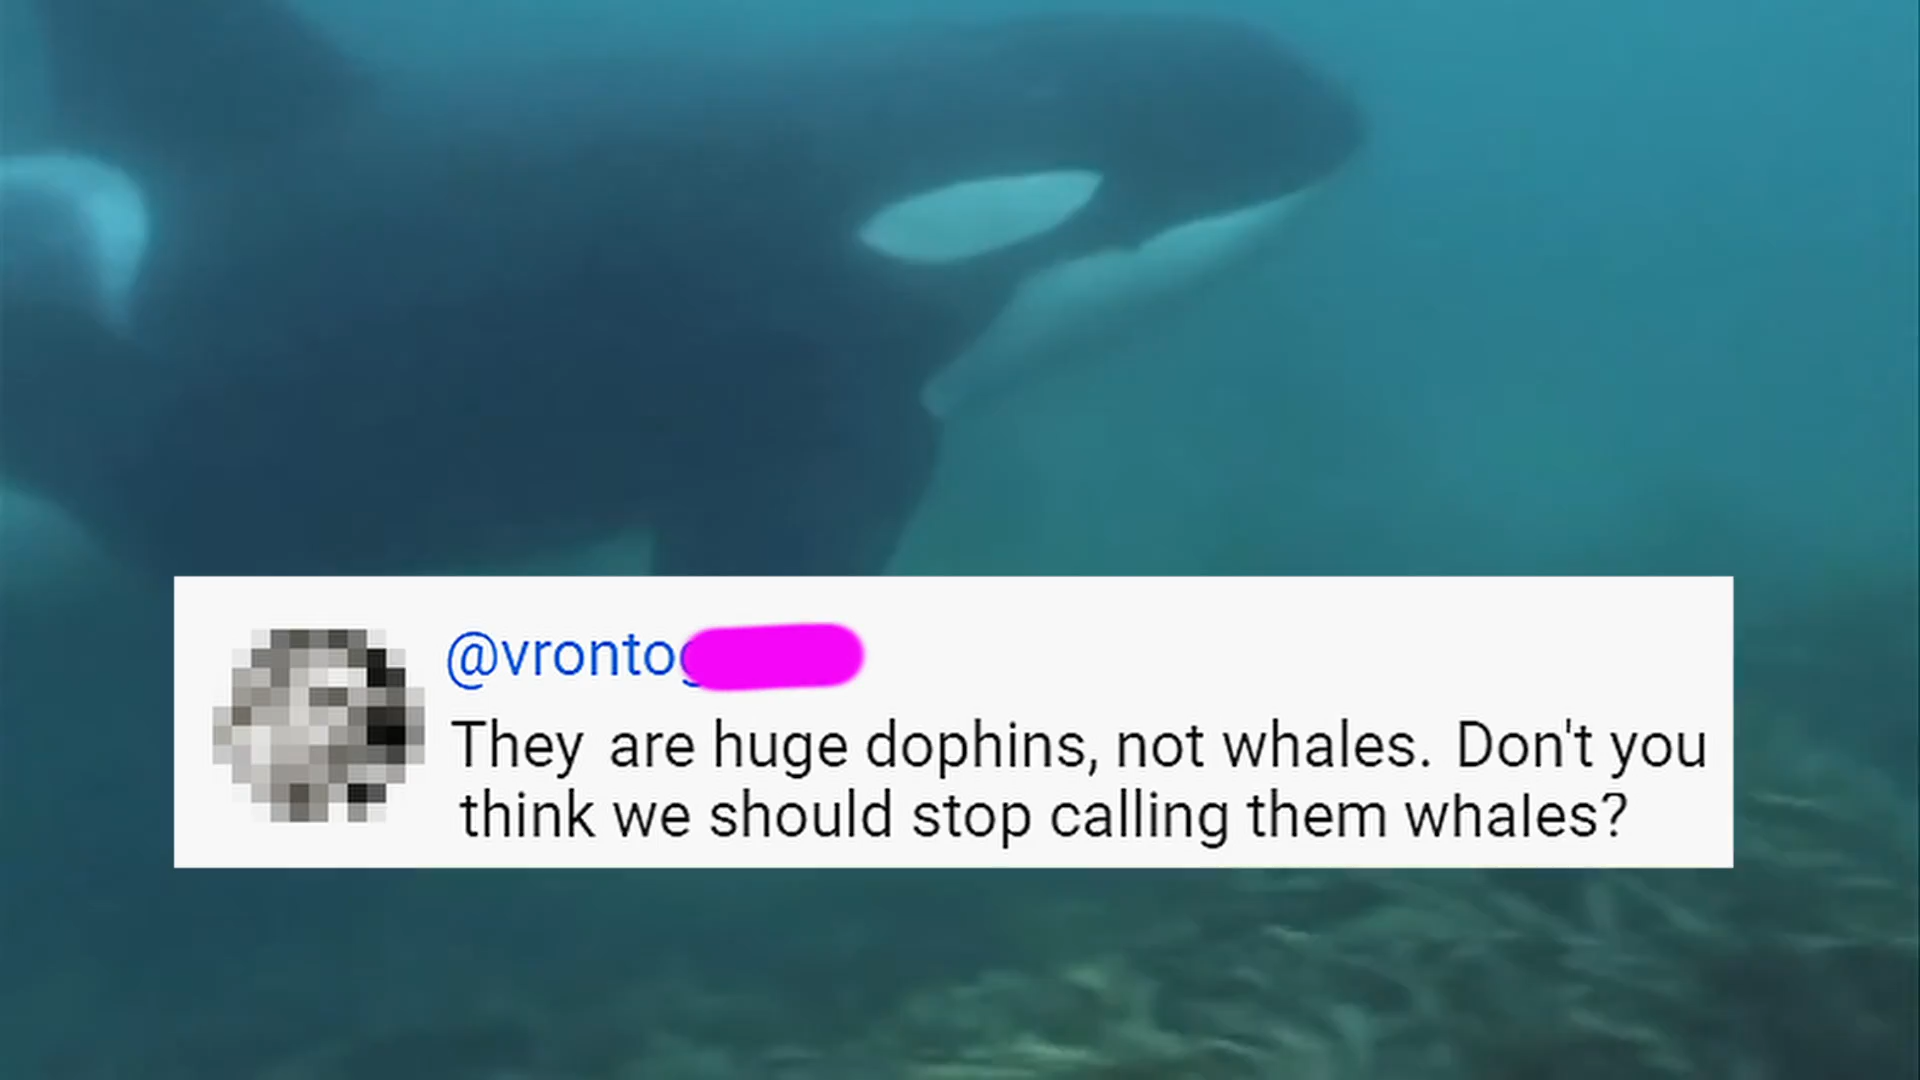 @vronto
They are huge dophins, not whales. Don't you
think we should stop calling them whales?